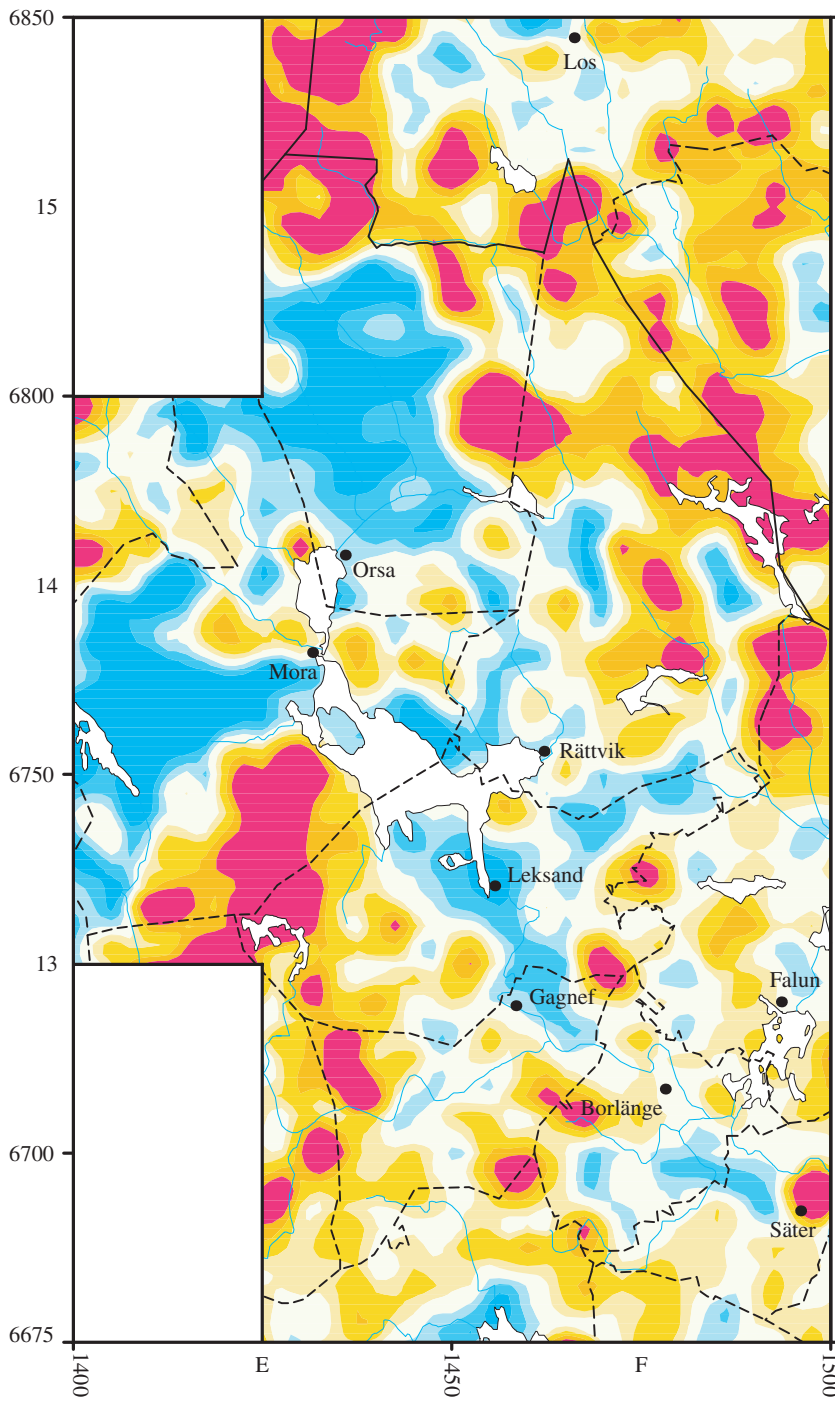 6850
Los
15
6800
Orsa
14
Mora
Rättvik
6750
Leksand
13
Falun
Gagnef
Borlänge
6700
Säter
6675
1400
E
1450
F
1500